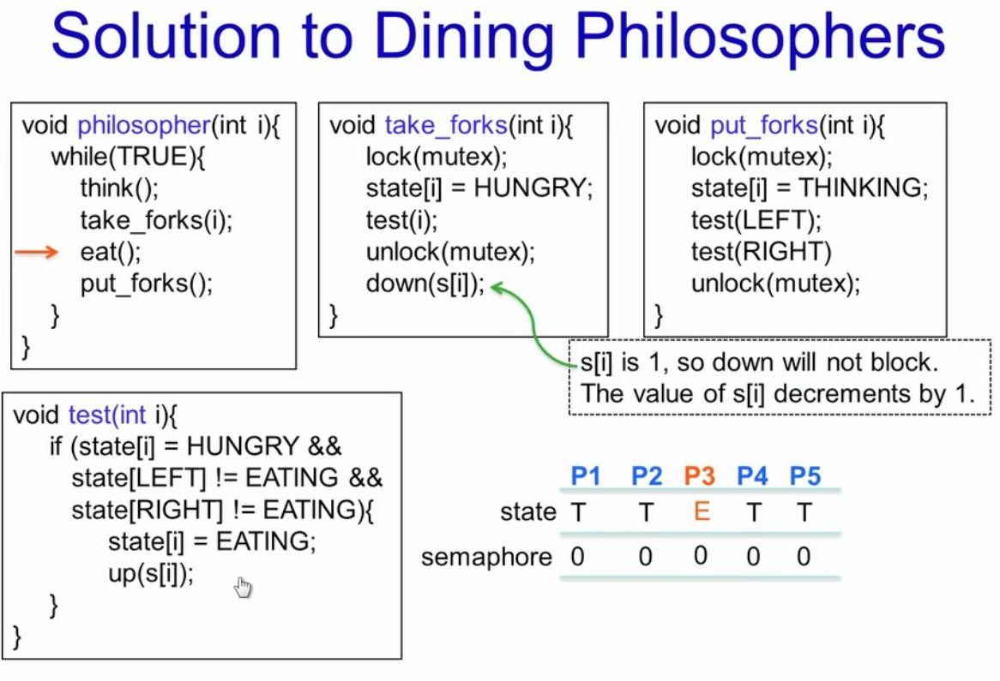 Solution to Dining Philosophers
void philosopher(int i){
while(TRUE){
think();
take_forks(i);
eat();
put_forks();
}
}
void take_forks(int i){
lock(mutex);
state[i] = HUNGRY;
test(i);
unlock(mutex);
down(s[i]);
}
void put_forks(int i){
lock(mutex);
state[i] = THINKING;
test(LEFT);
test(RIGHT)
unlock(mutex);
}
s[i] is 1, so down will not block.
The value of s[i] decrements by 1.
void test(int i){
if (state[i] = HUNGRY &&
state[LEFT] != EATING &&
state[RIGHT] != EATING){
state[i] = EATING;
up(s[i]);
}
}
P1 P2 P3 P4 P5
state T T E T T
semaphore 0 0 0 0 0